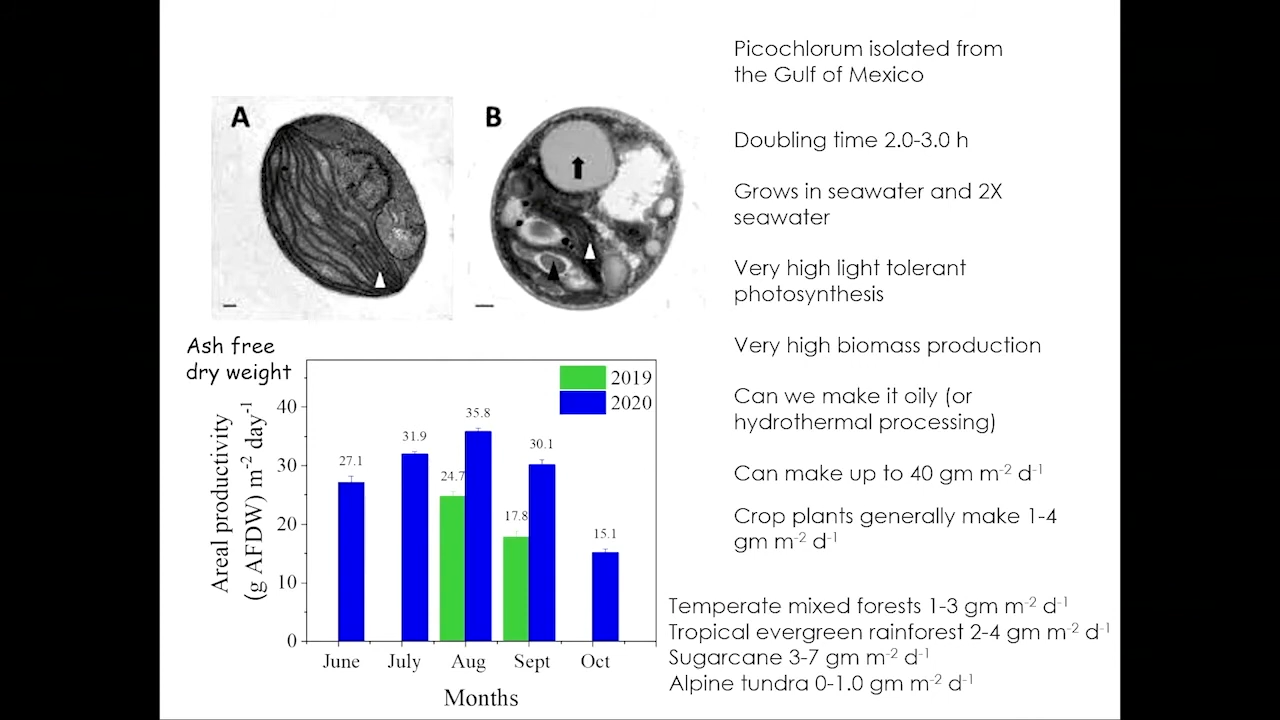 Picochlorum isolated from
the Gulf of Mexico
Doubling time 2.0-3.0 h
Grows in seawater and 2X
seawater
Very high light tolerant
photosynthesis
Very high biomass production
Can we make it oily (or
hydrothermal processing)
Can make up to 40 gm m⁻² d⁻¹
Crop plants generally make 1-4
gm m⁻² d⁻¹
Temperate mixed forests 1-3 gm m⁻² d⁻¹
Tropical evergreen rainforest 2-4 gm m⁻² d⁻¹
Sugarcane 3-7 gm m⁻² d⁻¹
Alpine tundra 0-1.0 gm m⁻² d⁻¹
A
B
Ash free
dry weight
Areal productivity
(g AFDW) m⁻² day⁻¹
40
30
20
10
0
2019
2020
27.1
31.9
24.7
35.8
17.8
30.1
15.1
June July Aug Sept Oct
Months